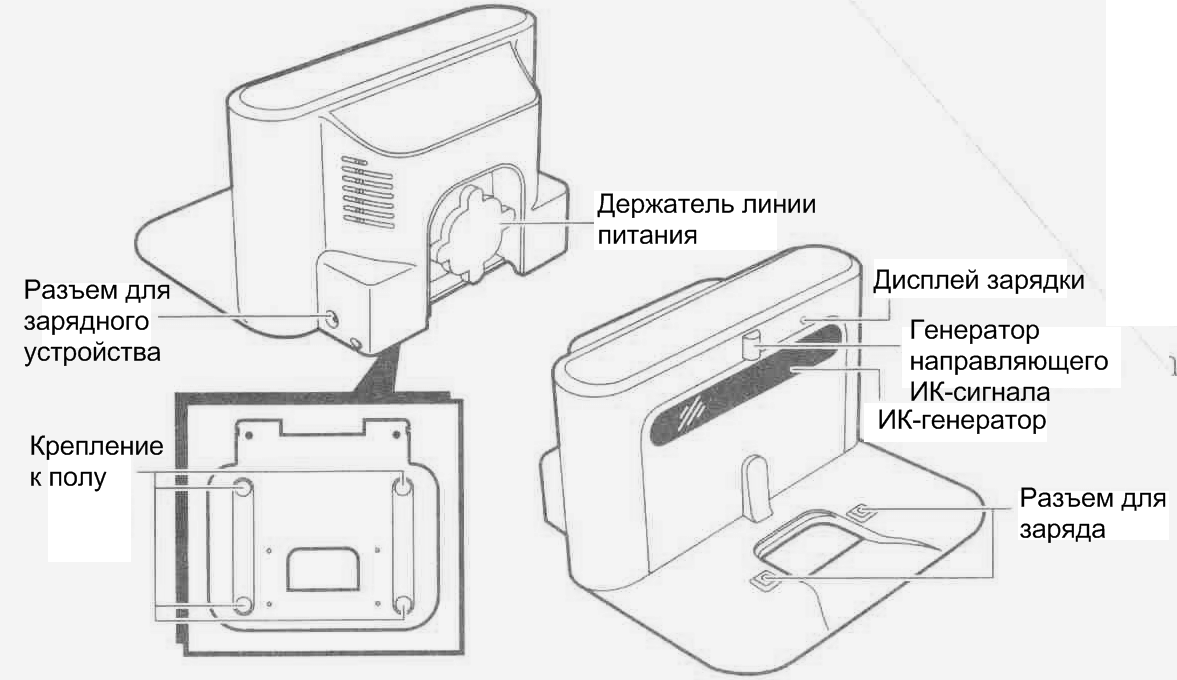 Держатель линии
питания
Разъем для
зарядного
устройства
Дисплей зарядки
Генератор
направляющего
ИК-сигнала
ИК-генератор
Крепление
к полу
Разъем для
заряда